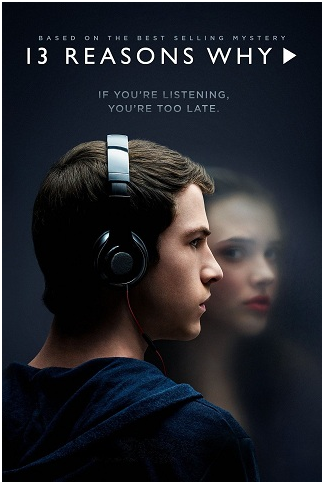 BASED ON THE BEST SELLING MYSTERY
13 REASONS WHY
IF YOU'RE LISTENING,
YOU'RE TOO LATE.